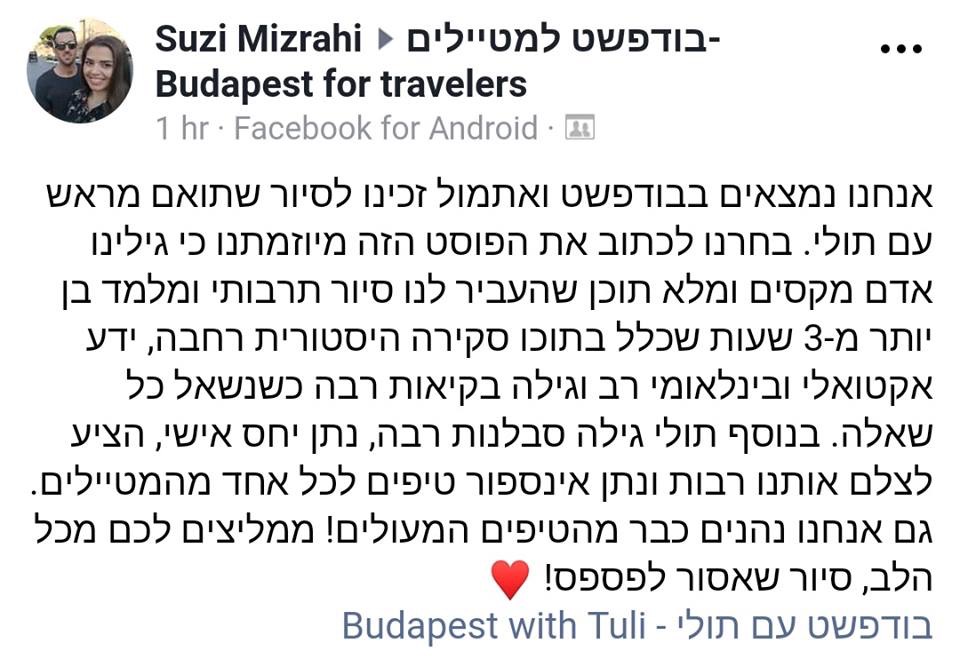 Suzi Mizrahi ▸ בודפשט למטיילים-
Budapest for travelers
1 hr · Facebook for Android ·
אנחנו נמצאים בבודפשט ואתמול זכינו לסיור שתואם מראש
עם תולי. בחרנו לכתוב את הפוסט הזה מיוזמתנו כי גילינו
אדם מקסים ומלא תוכן שהעביר לנו סיור תרבותי ומלמד בן
יותר מ-3 שעות שכלל בתוכו סקירה היסטורית רחבה, ידע
אקטואלי ובינלאומי רב וגילה בקיאות רבה כשנשאל כל
שאלה. בנוסף תולי גילה סבלנות רבה, נתן יחס אישי, הציע
לצלם אותנו רבות ונתן אינספור טיפים לכל אחד מהמטיילים.
גם אנחנו נהנים כבר מהטיפים המעולים! ממליצים לכם מכל
הלב, סיור שאסור לפספס! ♥
בודפשט עם תולי - Budapest with Tuli